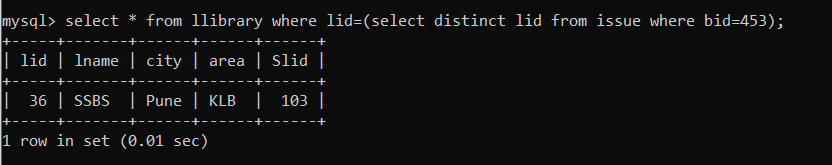 mysql> select * from llibrary where lid=(select distinct lid from issue where bid=453);
+-----+-------+------+------+------+
| lid | lname | city | area | Slid |
+-----+-------+------+------+------+
|  36 | SSBS  | Pune | KLB  |  103 |
+-----+-------+------+------+------+
1 row in set (0.01 sec)